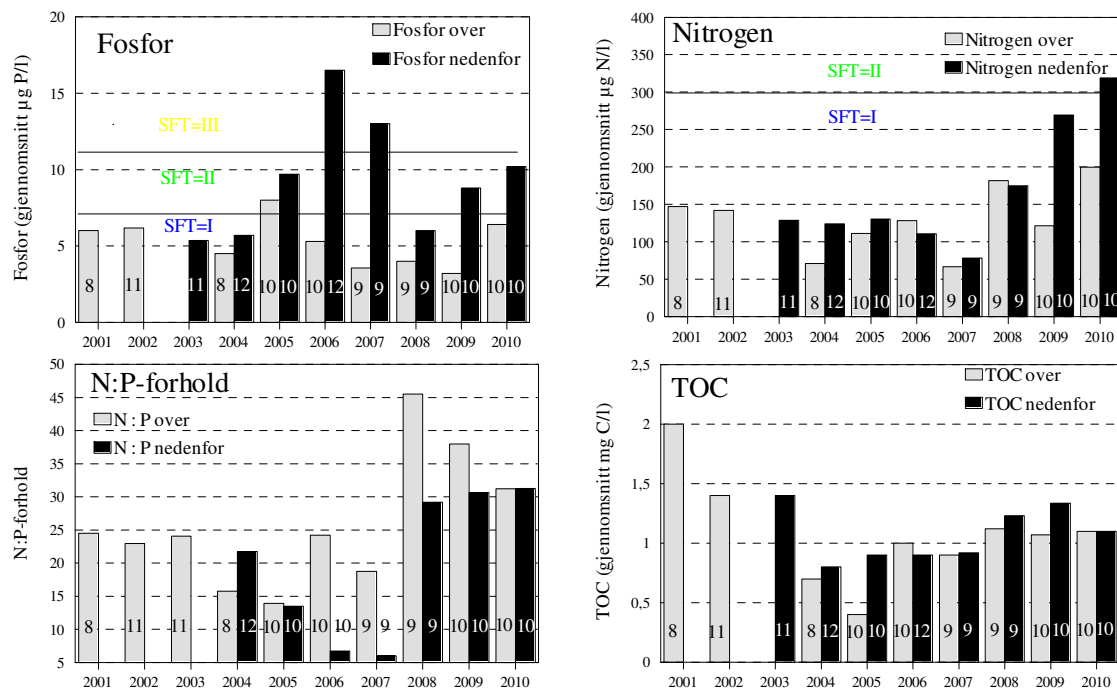 Fosfor
Fosfor over
Fosfor nedenfor
Fosfor (gjennomsnitt µg P/l)
20
15
10
5
0
SFT=III
SFT=II
SFT=I
8 11 11 8 12 10 10 10 12 9 9 9 9 10 10 10 10
2001 2002 2003 2004 2005 2006 2007 2008 2009 2010
Nitrogen
Nitrogen over
Nitrogen nedenfor
Nitrogen (gjennomsnitt µg N/l)
400
350
300
250
200
150
100
50
0
SFT=II
SFT=I
8 11 11 8 12 10 10 10 12 9 9 9 9 10 10 10 10
2001 2002 2003 2004 2005 2006 2007 2008 2009 2010
N:P-forhold
N : P over
N : P nedenfor
N:P-forhold
50
45
40
35
30
25
20
15
10
5
8 11 11 8 12 10 10 10 10 9 9 9 9 10 10 10 10
2001 2002 2003 2004 2005 2006 2007 2008 2009 2010
TOC
TOC over
TOC nedenfor
TOC (gjennomsnitt mg C/l)
2,5
2
1,5
1
0,5
0
8 11 11 8 12 10 10 10 12 9 9 9 9 10 10 10 10
2001 2002 2003 2004 2005 2006 2007 2008 2009 2010